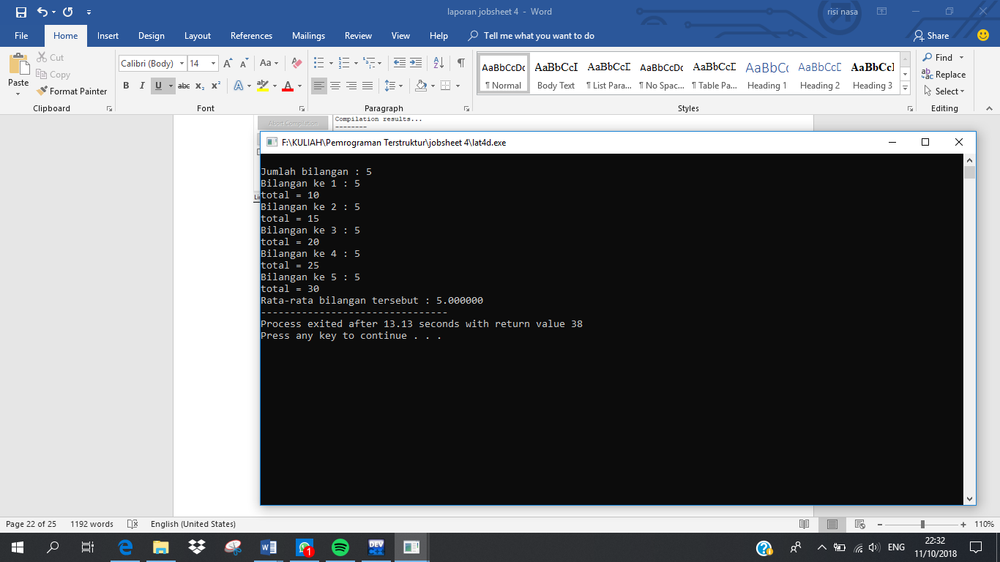 laporan jobsheet 4 - Word
risi nasa
File Home Insert Design Layout References Mailings Review View Help Tell me what you want to do Share
Paste
Cut
Copy
Format Painter
Clipboard
Calibri (Body) 14
B I U abc x₂ x²
Font
Paragraph
AaBbCcDc AaBbCcI AaBbCcI AaBbCcDc AaBbCcI AaBbC AaBbCcE AaBbCcI
¶ Normal Body Text ¶ List Para... ¶ No Spac... ¶ Table Pa... Heading 1 Heading 2 Heading 3
Styles
Find
Replace
Select
Editing
Abort Compilation
Compilation results...
--------
F:\KULIAH\Pemrograman Terstruktur\jobsheet 4\lat4d.exe
Jumlah bilangan : 5
Bilangan ke 1 : 5
total = 10
Bilangan ke 2 : 5
total = 15
Bilangan ke 3 : 5
total = 20
Bilangan ke 4 : 5
total = 25
Bilangan ke 5 : 5
total = 30
Rata-rata bilangan tersebut : 5.000000
--------------------------------
Process exited after 13.13 seconds with return value 38
Press any key to continue . . .
Page 22 of 25 1192 words English (United States) 110%
DEV
1
ENG
22:32
11/10/2018